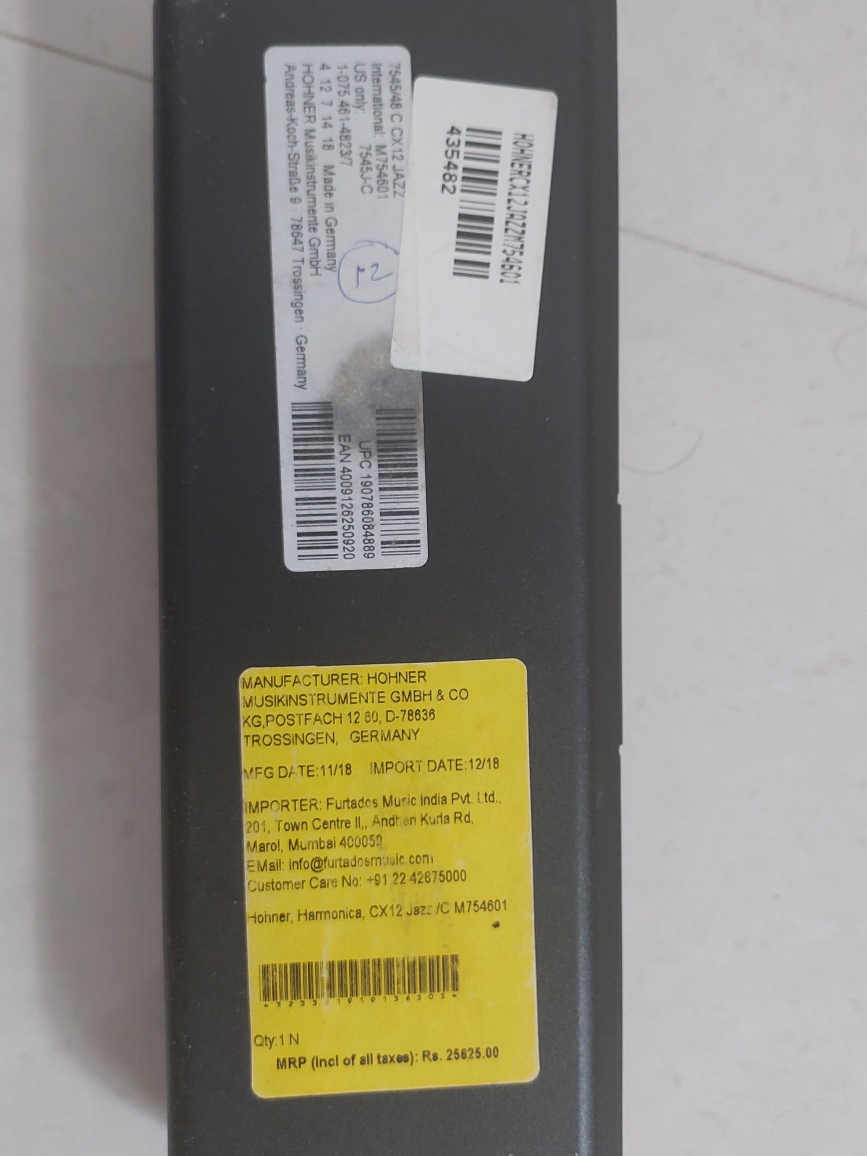 7545/48 C CX12 JAZZ
International: M754601
US only: 7545J-C
1-075 461-4823/7
4 12 7 14 18 Made in Germany
HOHNER Musikinstrumente GmbH
Andreas-Koch-Straße 9 · 78647 Trossingen · Germany
UPC 190786084889
EAN 4009126250920
HOHNERCX12JAZZM754601
435482
MANUFACTURER: HOHNER
MUSIKINSTRUMENTE GMBH & CO
KG,POSTFACH 12 60, D-78636
TROSSINGEN, GERMANY
MFG DATE:11/18 IMPORT DATE:12/18
IMPORTER: Furtados Music India Pvt. Ltd.,
201, Town Centre II,, Andheri Kurla Rd,
Marol, Mumbai 400059
EMail: info@furtadosmusic.com
Customer Care No: +91 22 42875000
Hohner, Harmonica, CX12 Jazz /C M754601
Qty:1 N
MRP (Incl of all taxes): Rs. 25625.00